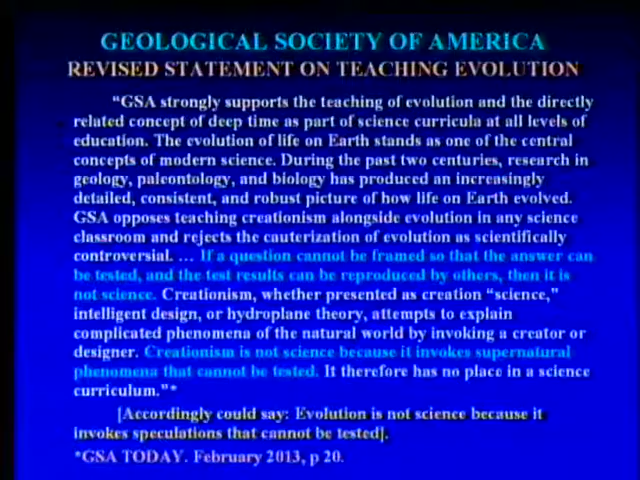 GEOLOGICAL SOCIETY OF AMERICA
REVISED STATEMENT ON TEACHING EVOLUTION
"GSA strongly supports the teaching of evolution and the directly
related concept of deep time as part of science curricula at all levels of
education. The evolution of life on Earth stands as one of the central
concepts of modern science. During the past two centuries, research in
geology, paleontology, and biology has produced an increasingly
detailed, consistent, and robust picture of how life on Earth evolved.
GSA opposes teaching creationism alongside evolution in any science
classroom and rejects the cauterization of evolution as scientifically
controversial. … If a question cannot be framed so that the answer can
be tested, and the test results can be reproduced by others, then it is
not science. Creationism, whether presented as creation "science,"
intelligent design, or hydroplane theory, attempts to explain
complicated phenomena of the natural world by invoking a creator or
designer. Creationism is not science because it invokes supernatural
phenomena that cannot be tested. It therefore has no place in a science
curriculum."*
[Accordingly could say: Evolution is not science because it
invokes speculations that cannot be tested].
*GSA TODAY. February 2013, p 20.